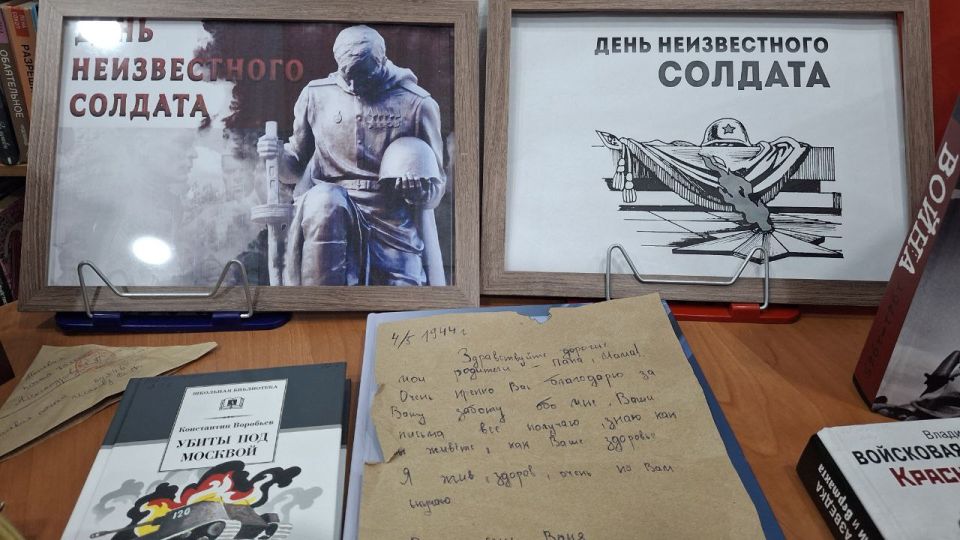 ДЕНЬ
НЕИЗВЕСТНОГО
СОЛДАТА
ДЕНЬ НЕИЗВЕСТНОГО
СОЛДАТА
ОБАЯТЕЛЬНОЕ
ВОЙНА
4/5 1944 г
Здравствуйте дорогие
мои родители – папа, Мама!
Очень крепко Вас благодарю за
Вашу заботу обо мне, Ваши
письма все получаю, знаю как
и живёте, как Ваше здоровье
Я жив, здоров, очень по Вам
скучаю
Ваня
ШКОЛЬНАЯ БИБЛИОТЕКА
Константин Воробьев
УБИТЫ ПОД
МОСКВОЙ
120
ВОЙСКОВАЯ